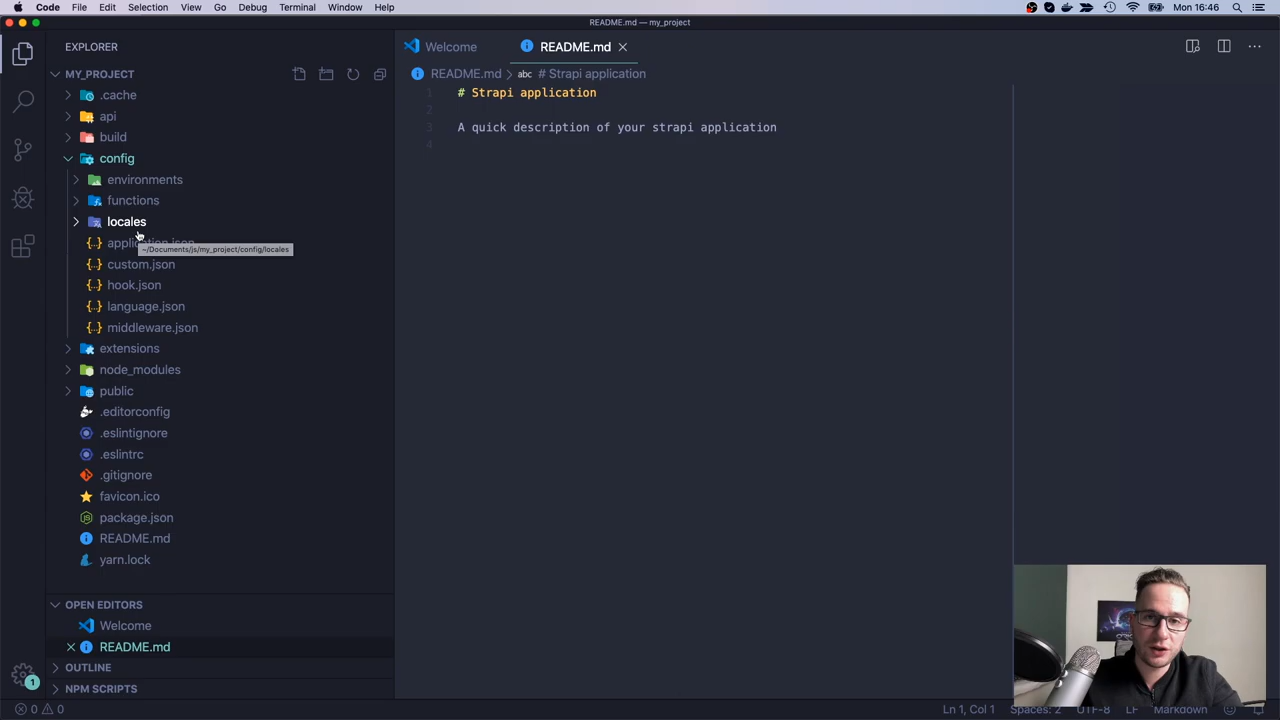 Code File Edit Selection View Go Debug Terminal Window Help Mon 16:46
README.md — my_project
EXPLORER
Welcome
README.md
MY_PROJECT
README.md > abc # Strapi application
.cache
api
build
config
environments
functions
locales
~/Documents/js/my_project/config/locales
custom.json
hook.json
language.json
middleware.json
extensions
node_modules
public
.editorconfig
.eslintignore
.eslintrc
.gitignore
favicon.ico
package.json
README.md
yarn.lock
1 # Strapi application
2
3 A quick description of your strapi application
4
OPEN EDITORS
Welcome
README.md
OUTLINE
NPM SCRIPTS
1
0 0
Ln 1, Col 1 Spaces: 2 UTF-8 LF Markdown